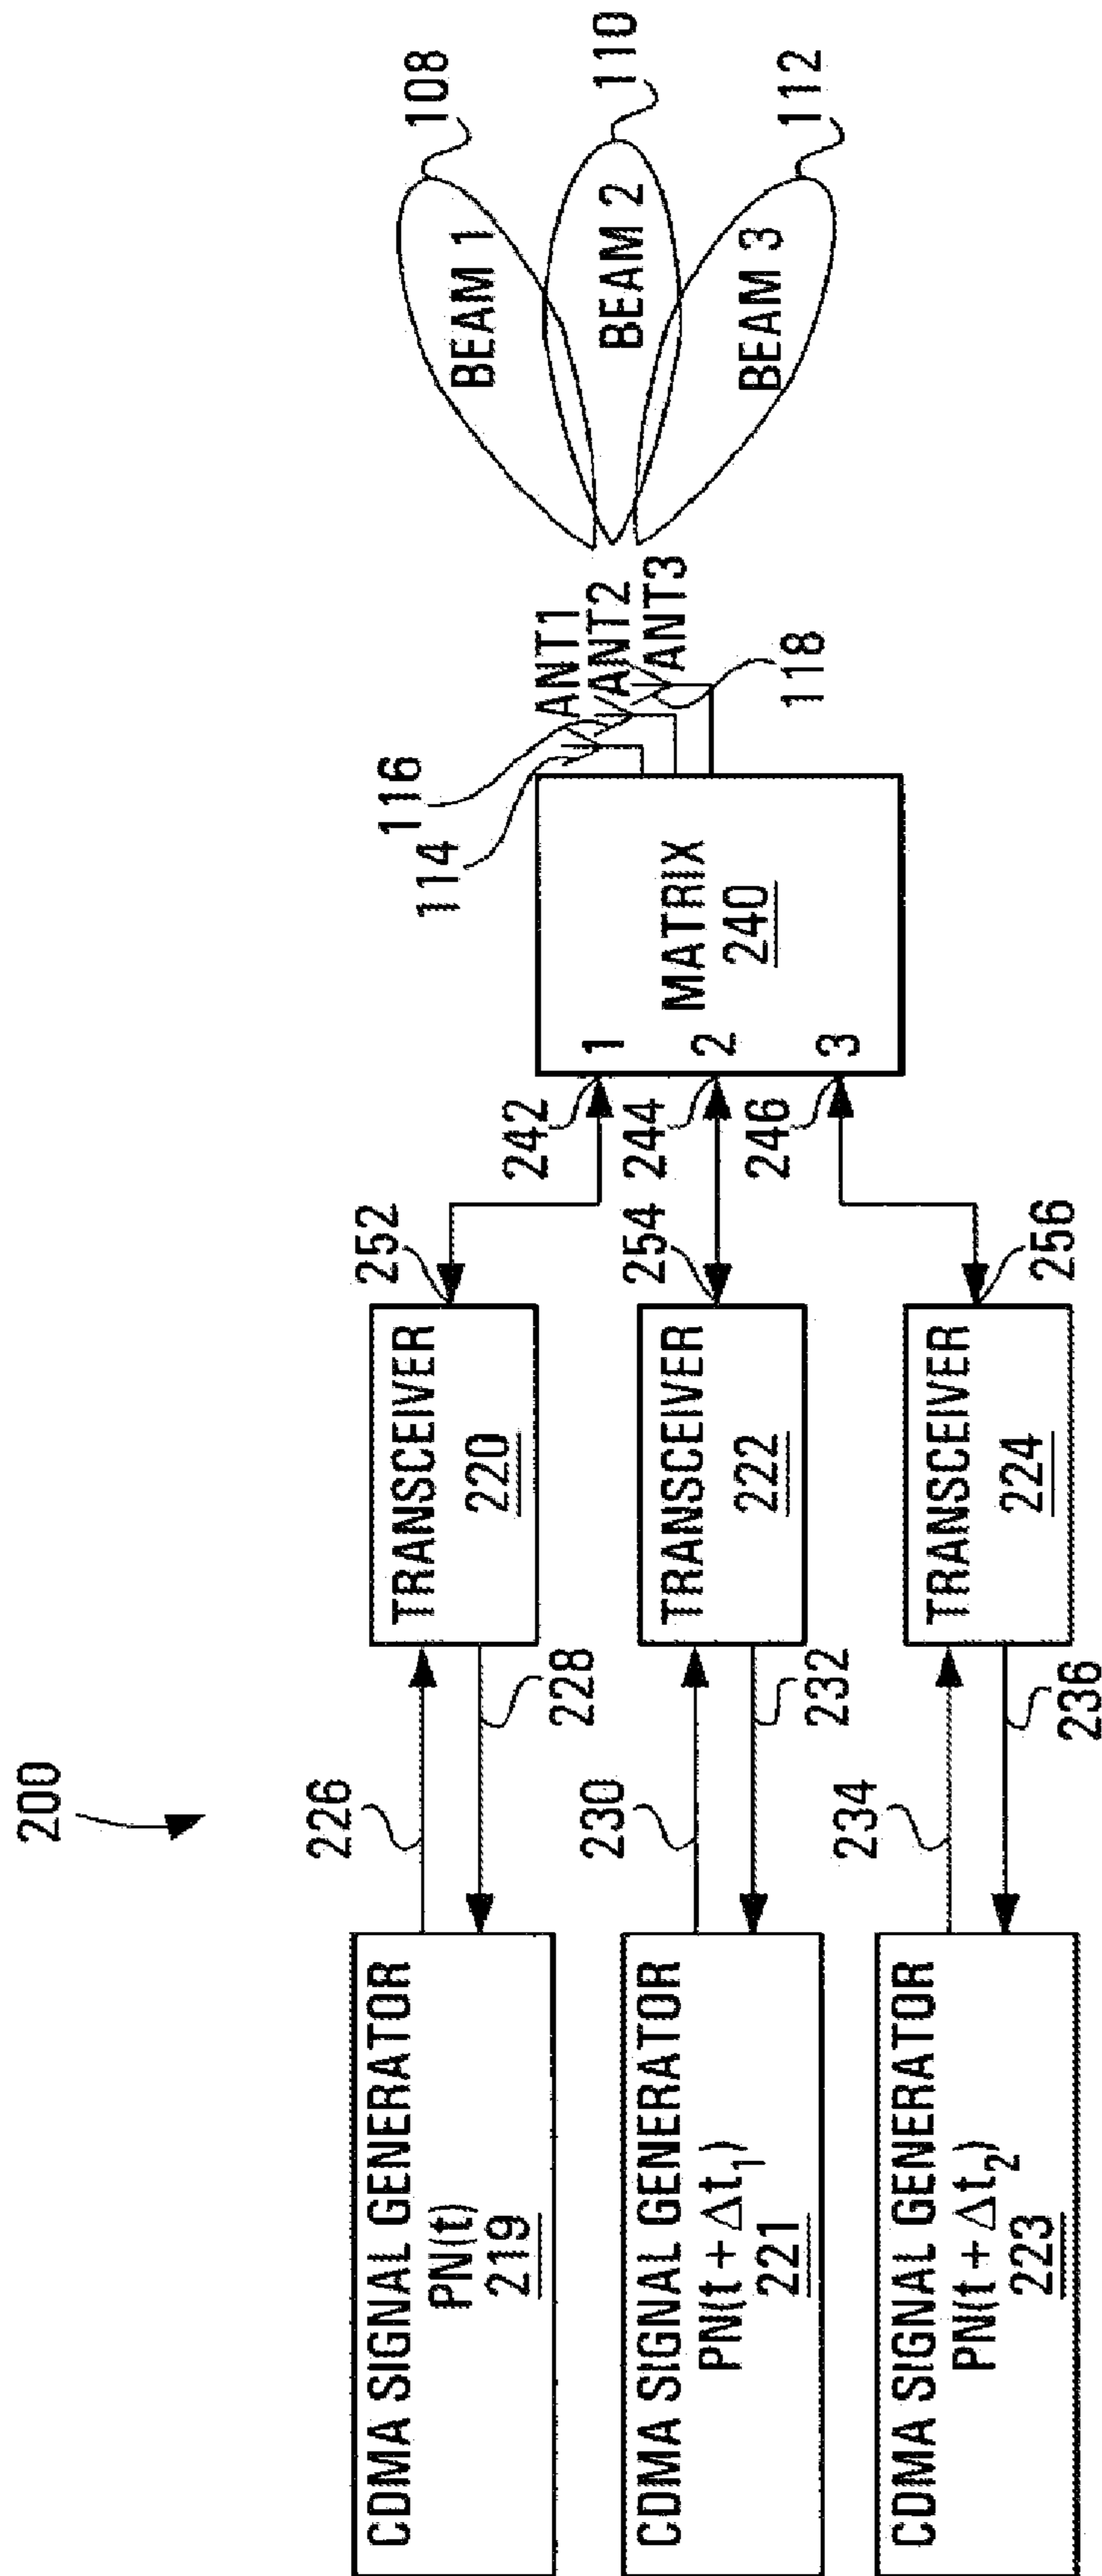 200
CDMA SIGNAL GENERATOR
PN(t)
219
226
228
TRANSCEIVER
220
252
242
CDMA SIGNAL GENERATOR
PN(t + Δt₁)
221
230
232
TRANSCEIVER
222
254
244
CDMA SIGNAL GENERATOR
PN(t + Δt₂)
223
234
236
TRANSCEIVER
224
256
246
1
2
3
MATRIX
240
114
116
118
ANT1
ANT2
ANT3
BEAM 1
108
BEAM 2
110
BEAM 3
112